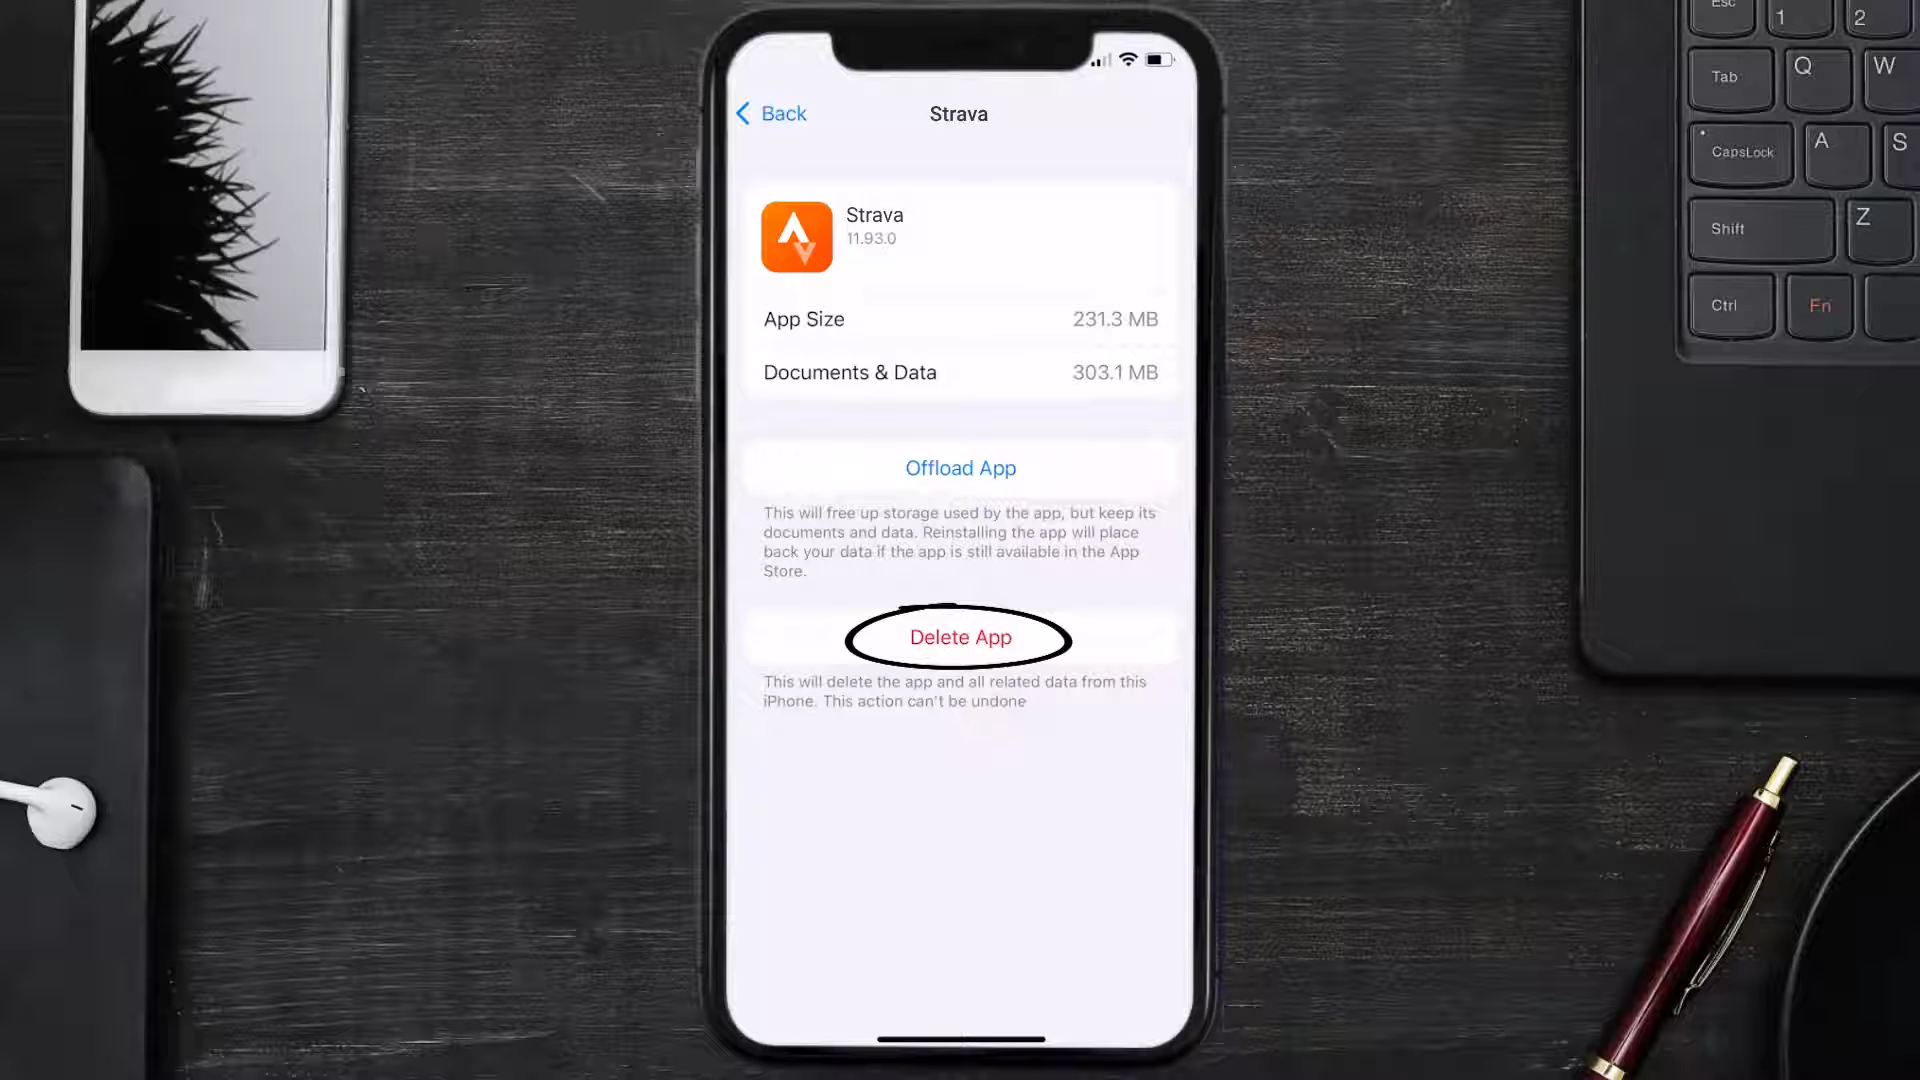 Back
Strava
Strava
11.93.0
App Size
231.3 MB
Documents & Data
303.1 MB
Offload App
This will free up storage used by the app, but keep its
documents and data. Reinstalling the app will place
back your data if the app is still available in the App
Store.
Delete App
This will delete the app and all related data from this
iPhone. This action can't be undone
Esc
1
2
Tab
Q
W
CapsLock
A
S
Shift
Z
Ctrl
Fn